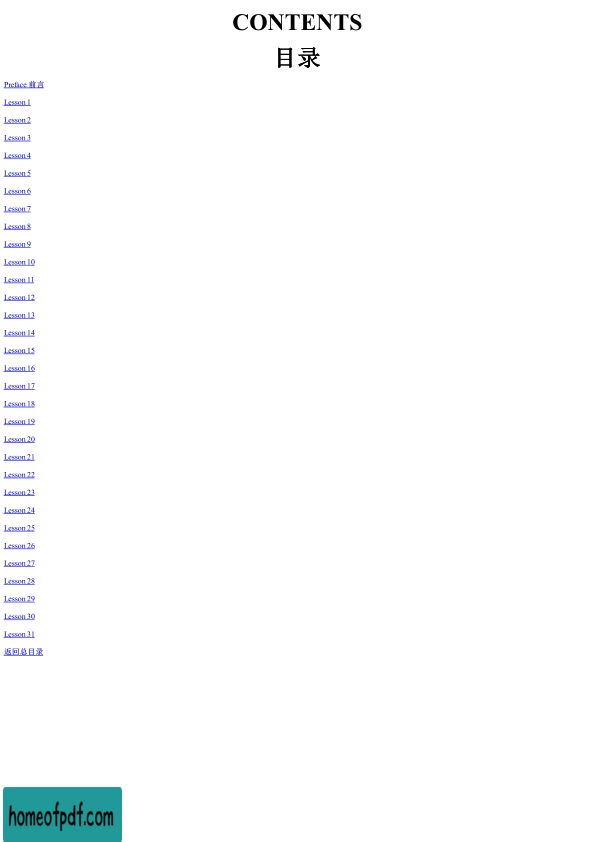 CONTENTS
目录
Preface 前言
Lesson 1
Lesson 2
Lesson 3
Lesson 4
Lesson 5
Lesson 6
Lesson 7
Lesson 8
Lesson 9
Lesson 10
Lesson 11
Lesson 12
Lesson 13
Lesson 14
Lesson 15
Lesson 16
Lesson 17
Lesson 18
Lesson 19
Lesson 20
Lesson 21
Lesson 22
Lesson 23
Lesson 24
Lesson 25
Lesson 26
Lesson 27
Lesson 28
Lesson 29
Lesson 30
Lesson 31
返回总目录
homeofpdf.com